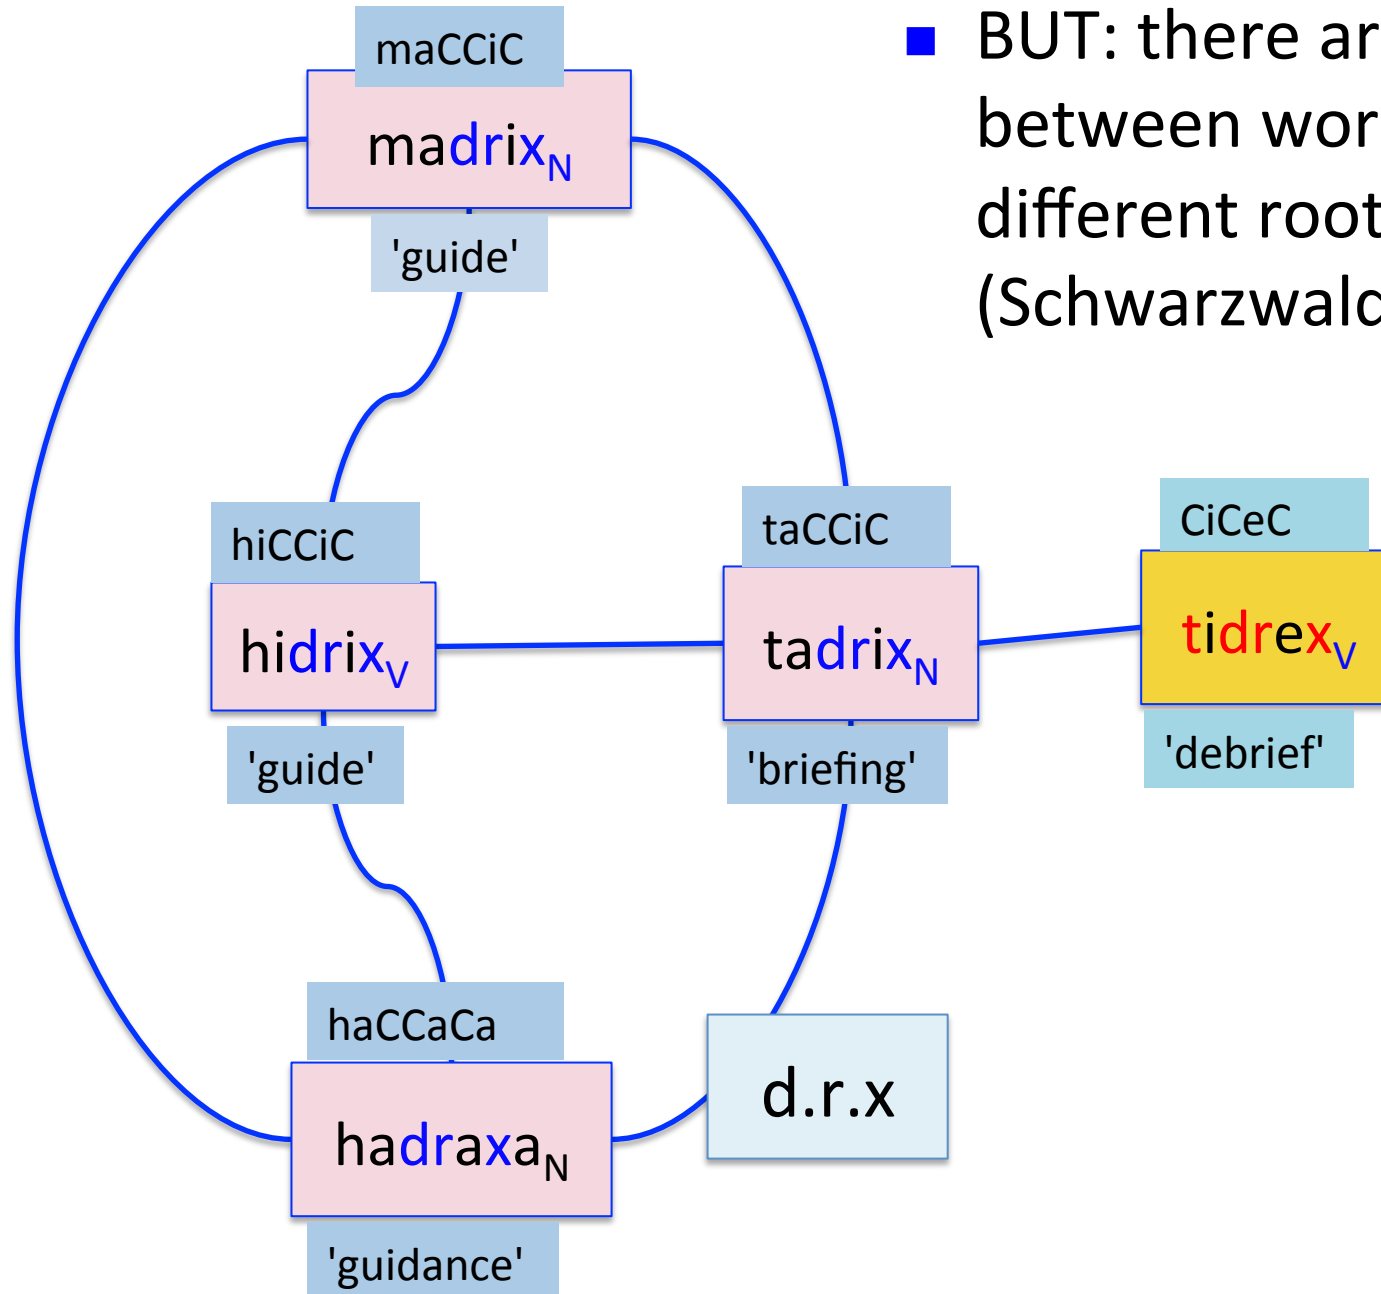 maCCiC
madrixN
'guide'
■ BUT: there ar
between wor
different root
(Schwarzwald
hiCCiC
hidrixV
'guide'
taCCiC
tadrixN
'briefing'
CiCeC
tidrexV
'debrief'
haCCaCa
hadraxaN
'guidance'
d.r.x